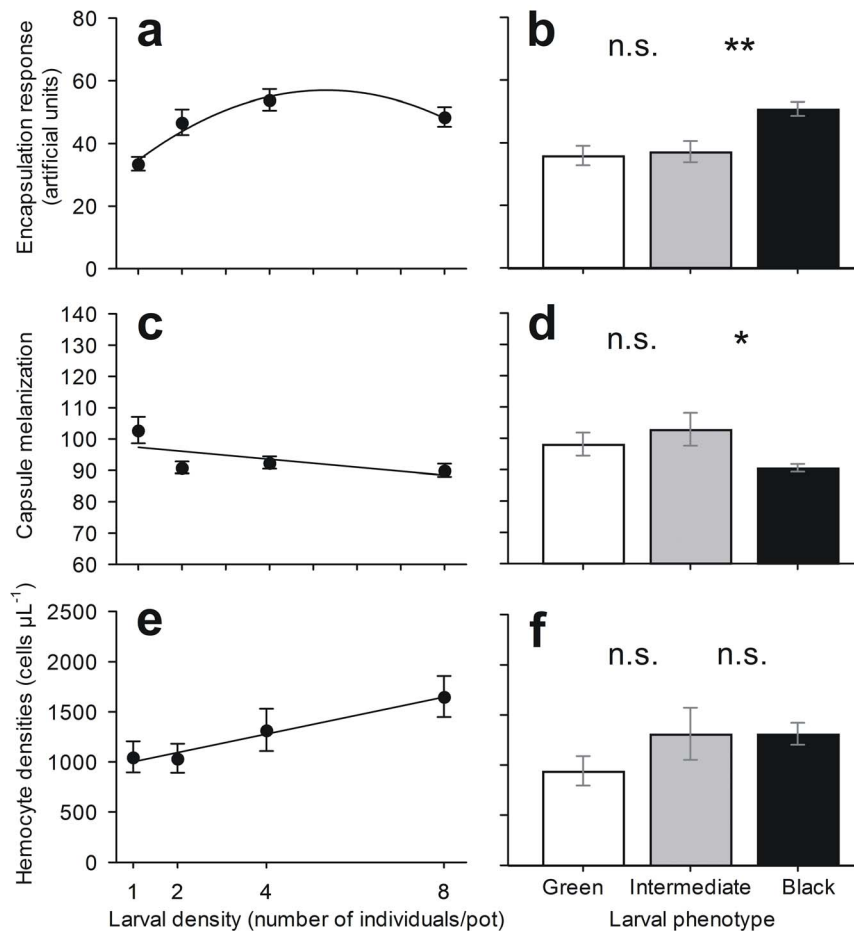 a
Encapsulation response
(artificial units)
80
60
40
20
0
b
n.s.
**
c
Capsule melanization
140
130
120
110
100
90
80
70
60
d
n.s.
*
e
Hemocyte densities (cells µL⁻¹)
2500
2000
1500
1000
500
0
1 2 4 8
Larval density (number of individuals/pot)
f
n.s.
n.s.
Green Intermediate Black
Larval phenotype